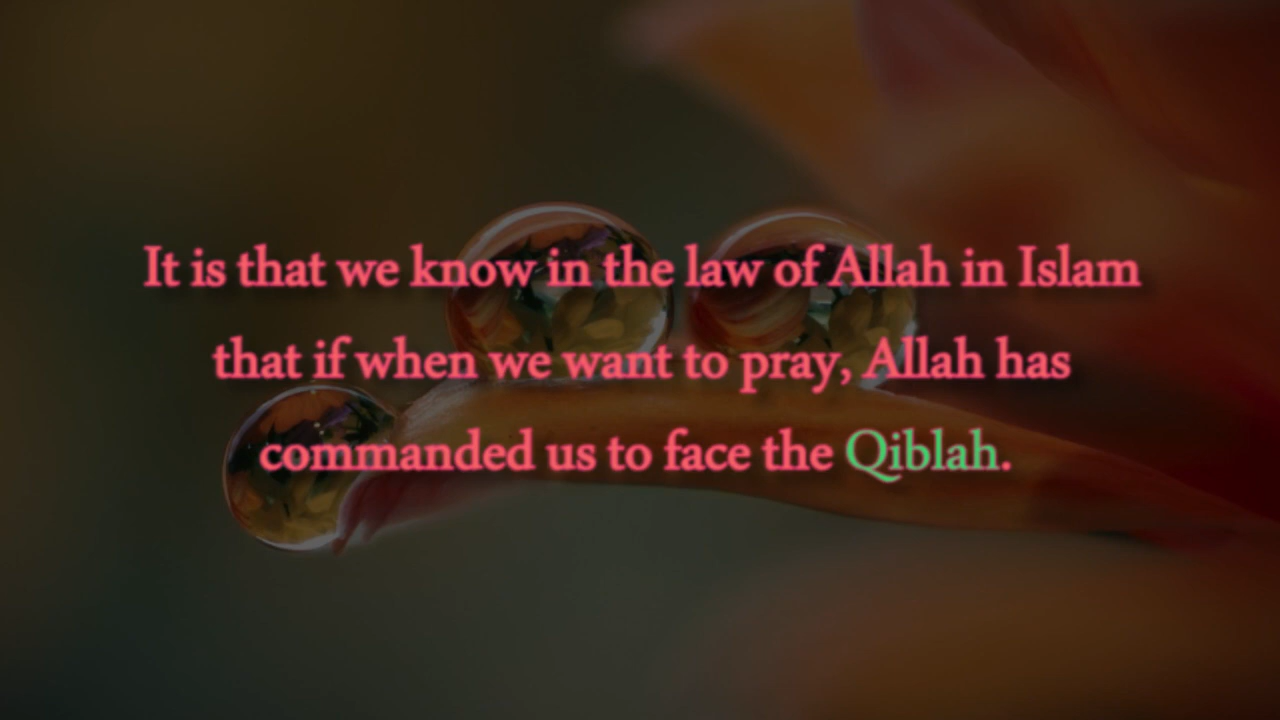 It is that we know in the law of Allah in Islam
that if when we want to pray, Allah has
commanded us to face the Qiblah.